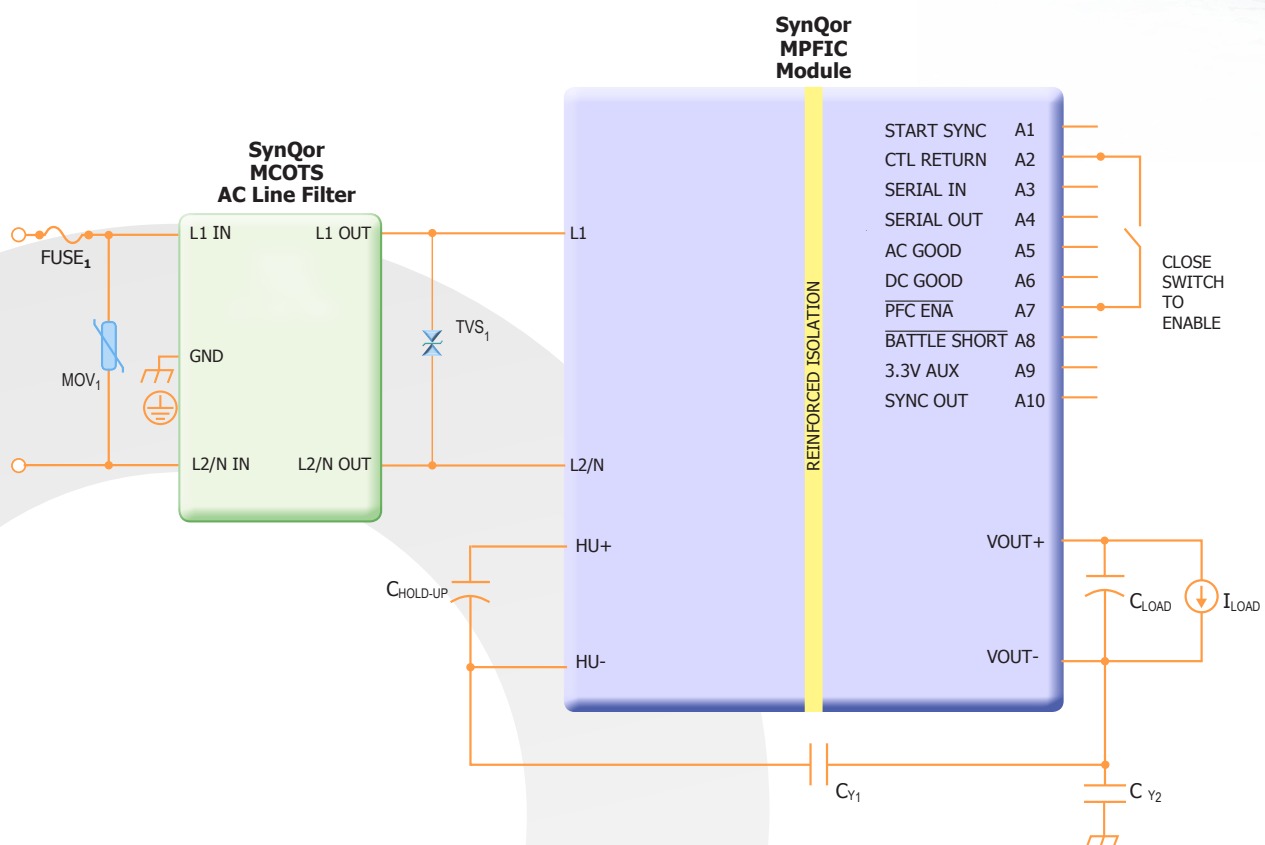 SynQor
MPFIC
Module
SynQor
MCOTS
AC Line Filter
FUSE1
MOV1
L1 IN
L1 OUT
GND
L2/N IN
L2/N OUT
TVS1
L1
L2/N
HU+
HU-
CHOLD-UP
REINFORCED ISOLATION
START SYNC A1
CTL RETURN A2
SERIAL IN A3
SERIAL OUT A4
AC GOOD A5
DC GOOD A6
PFC ENA A7
BATTLE SHORT A8
3.3V AUX A9
SYNC OUT A10
CLOSE
SWITCH
TO
ENABLE
VOUT+
VOUT-
CLOAD
ILOAD
CY1
C Y2